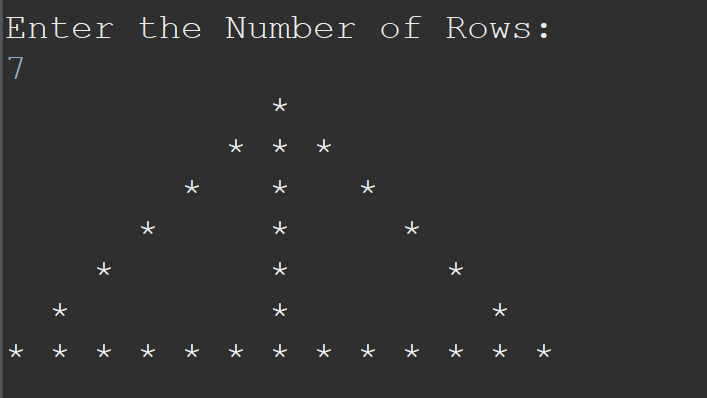 Enter the Number of Rows:
7
            *
          * * *
        *   *   *
      *     *     *
    *       *       *
  *         *         *
* * * * * * * * * * * * *